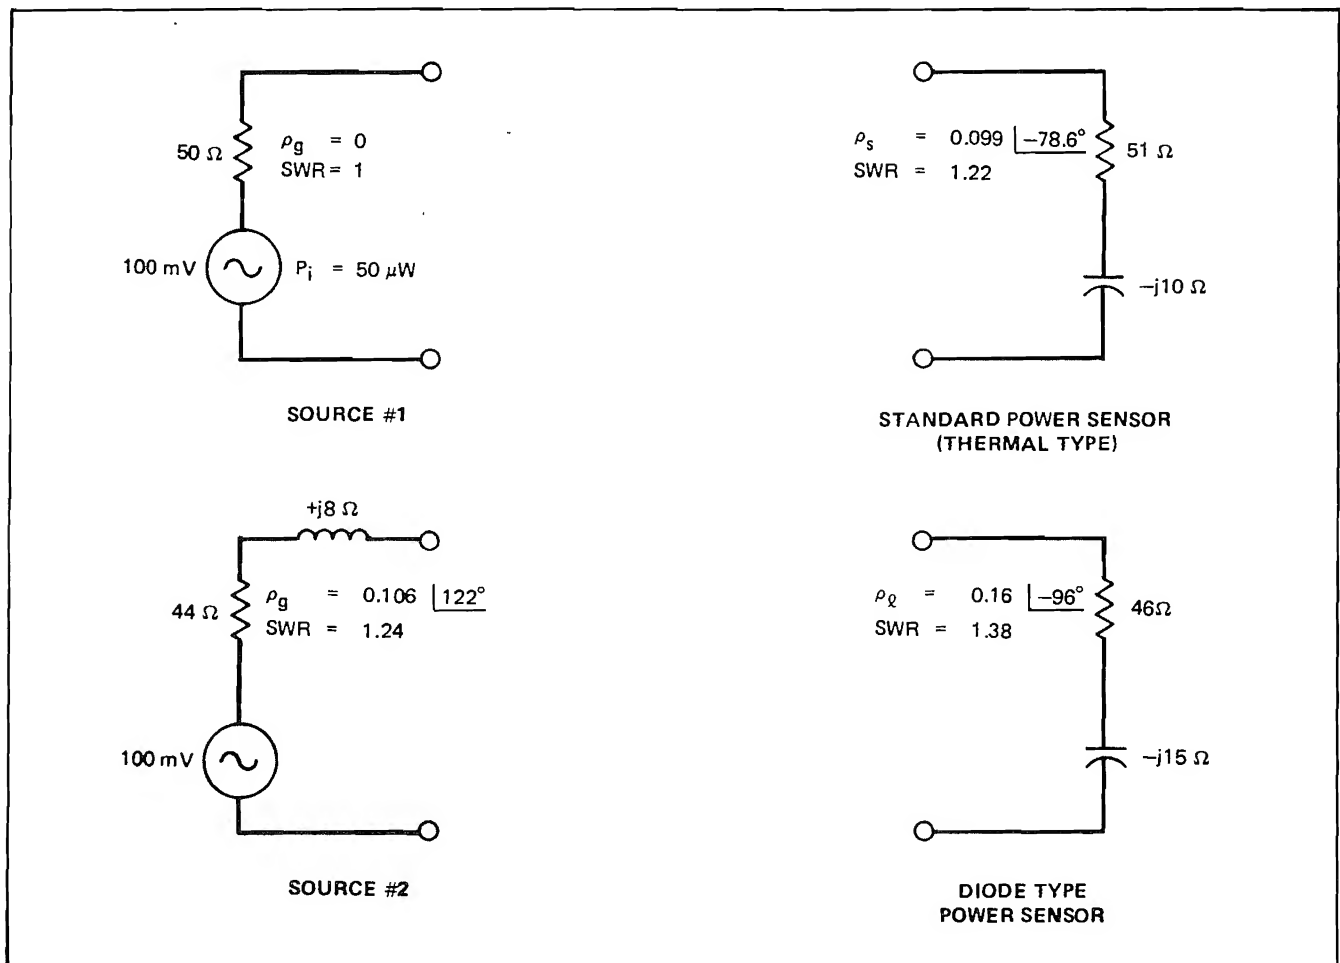 50 Ω
ρg = 0
SWR = 1
100 mV
Pi = 50 μW
SOURCE #1
ρs = 0.099 |−78.6°
SWR = 1.22
51 Ω
−j10 Ω
STANDARD POWER SENSOR
(THERMAL TYPE)
+j8 Ω
44 Ω
ρg = 0.106 |122°
SWR = 1.24
100 mV
SOURCE #2
ρℓ = 0.16 |−96°
SWR = 1.38
46Ω
−j15 Ω
DIODE TYPE
POWER SENSOR